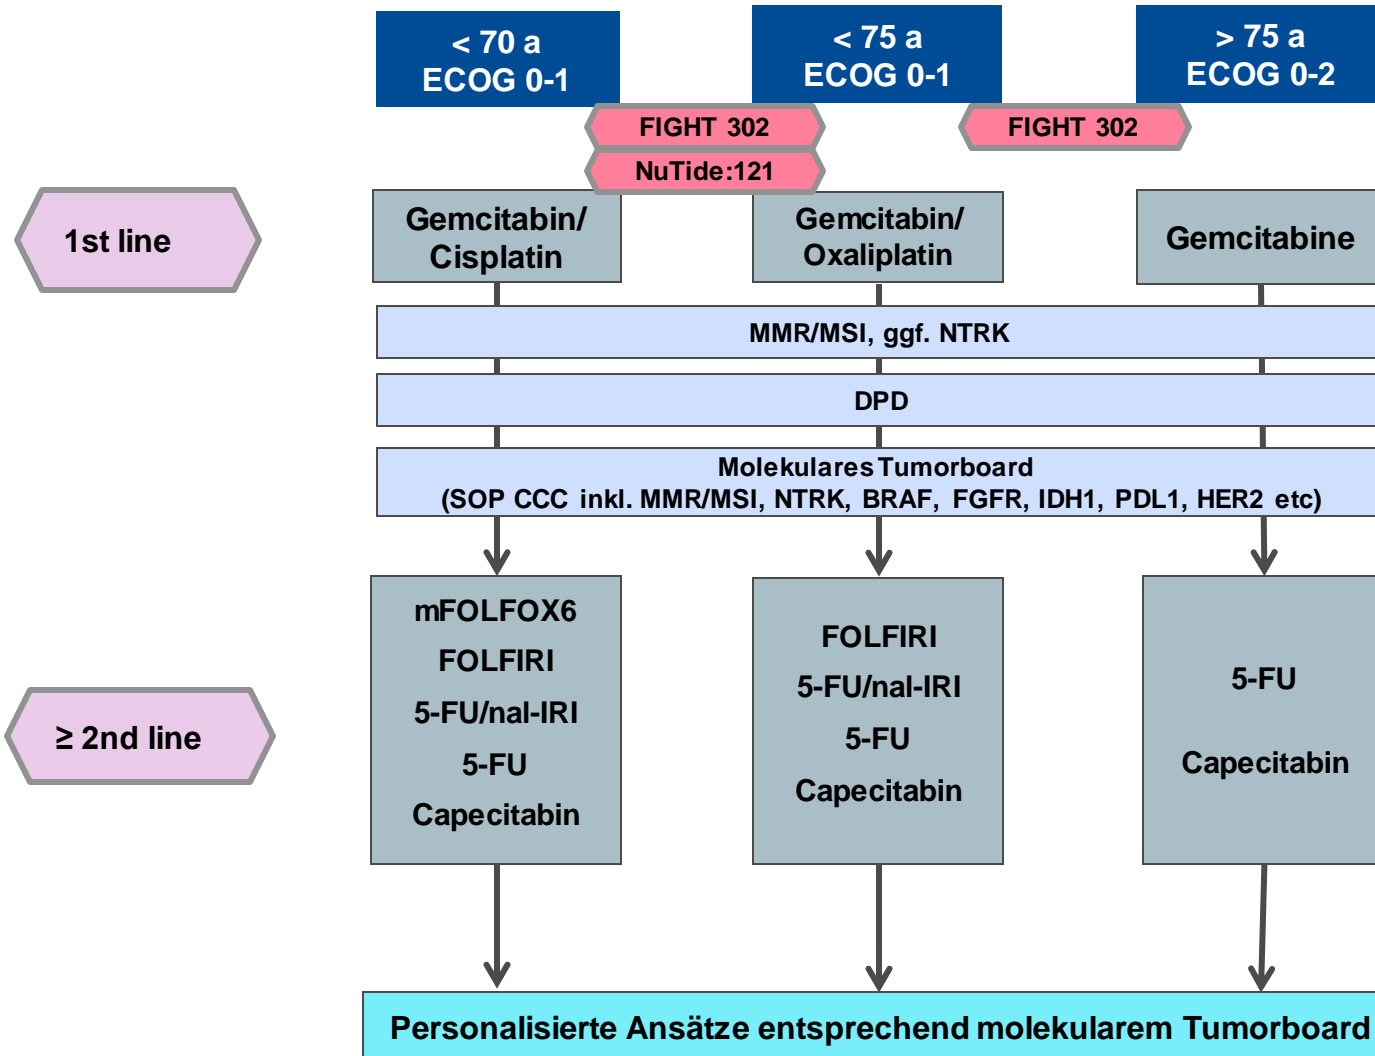 < 70 a
ECOG 0-1
< 75 a
ECOG 0-1
> 75 a
ECOG 0-2
FIGHT 302
FIGHT 302
NuTide:121
1st line
Gemcitabin/
Cisplatin
Gemcitabin/
Oxaliplatin
Gemcitabine
MMR/MSI, ggf. NTRK
DPD
Molekulares Tumorboard
(SOP CCC inkl. MMR/MSI, NTRK, BRAF, FGFR, IDH1, PDL1, HER2 etc)
≥ 2nd line
mFOLFOX6
FOLFIRI
5-FU/nal-IRI
5-FU
Capecitabin
FOLFIRI
5-FU/nal-IRI
5-FU
Capecitabin
5-FU
Capecitabin
Personalisierte Ansätze entsprechend molekularem Tumorboard